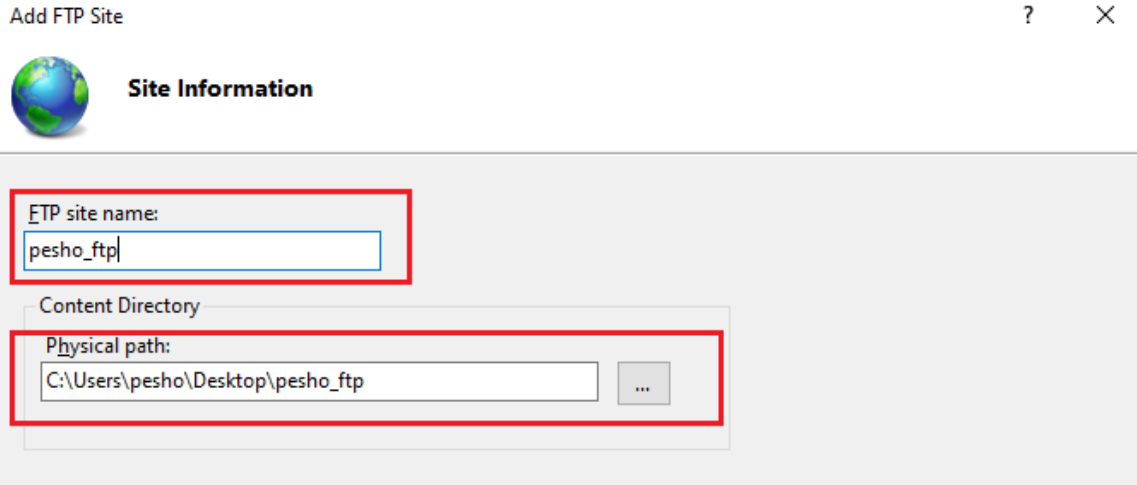 Add FTP Site
?
Site Information
FTP site name:
pesho_ftp
Content Directory
Physical path:
C:\Users\pesho\Desktop\pesho_ftp
...